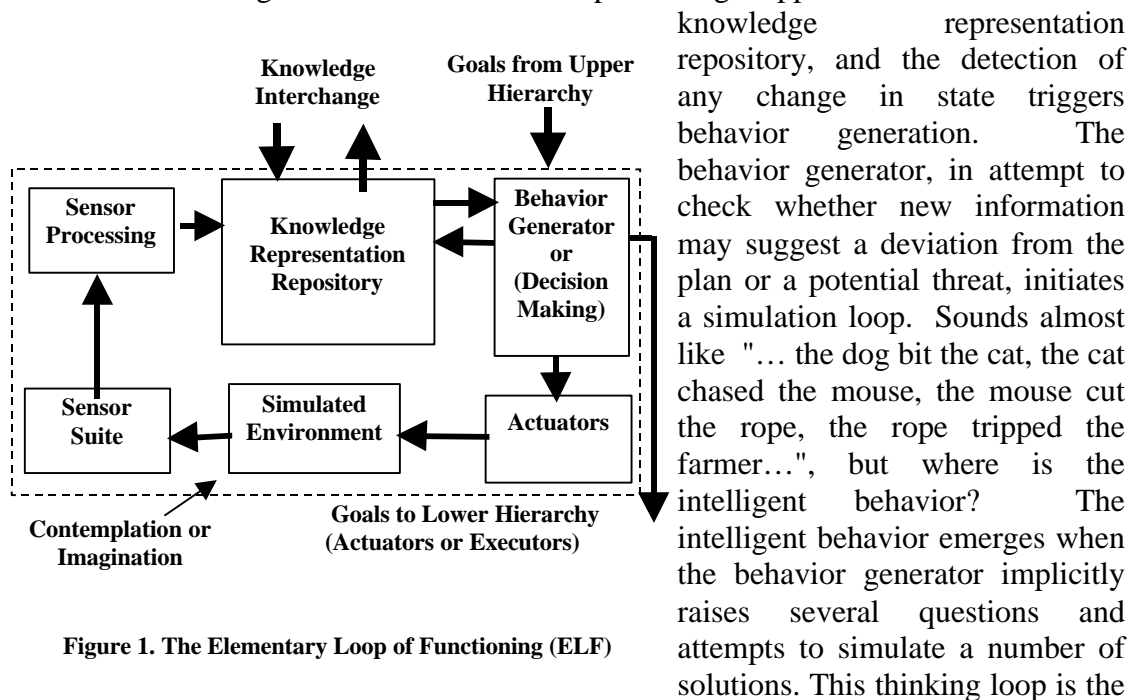 knowledge representation
repository, and the detection of
any change in state triggers
behavior generation. The
behavior generator, in attempt to
check whether new information
may suggest a deviation from the
plan or a potential threat, initiates
a simulation loop. Sounds almost
like "… the dog bit the cat, the cat
chased the mouse, the mouse cut
the rope, the rope tripped the
farmer…", but where is the
intelligent behavior? The
intelligent behavior emerges when
the behavior generator implicitly
raises several questions and
attempts to simulate a number of
solutions. This thinking loop is the
Knowledge
Interchange
Goals from Upper
Hierarchy
Sensor
Processing
Knowledge
Representation
Repository
Behavior
Generator
or
(Decision
Making)
Sensor
Suite
Simulated
Environment
Actuators
Contemplation or
Imagination
Goals to Lower Hierarchy
(Actuators or Executors)
Figure 1. The Elementary Loop of Functioning (ELF)